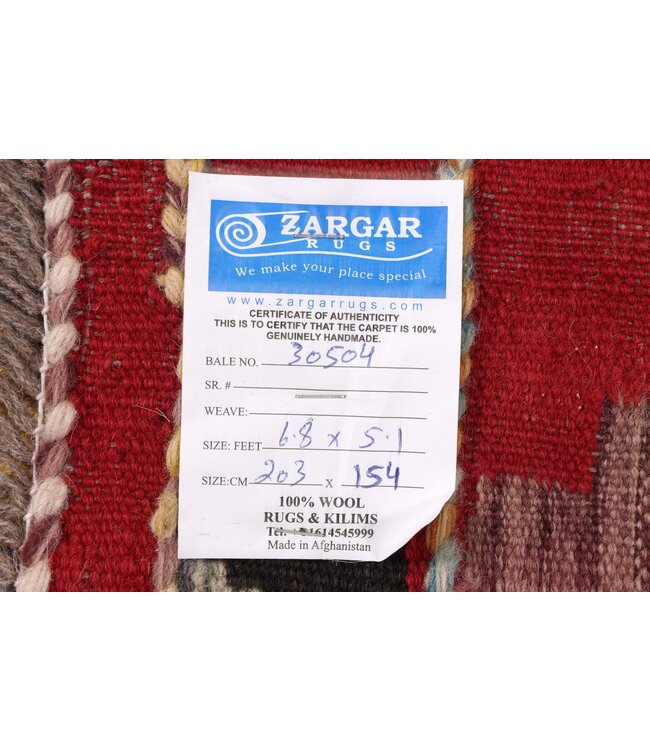 ZARGAR
RUGS
We make your place special
www.zargarrugs.com
CERTIFICATE OF AUTHENTICITY
THIS IS TO CERTIFY THAT THE CARPET IS 100%
GENUINELY HANDMADE.
BALE NO. 30504
SR. #
WEAVE:
SIZE: FEET 6.8 x 5.1
SIZE:CM 203 X 154
100% WOOL
RUGS & KILIMS
Tel: 31614545999
Made in Afghanistan